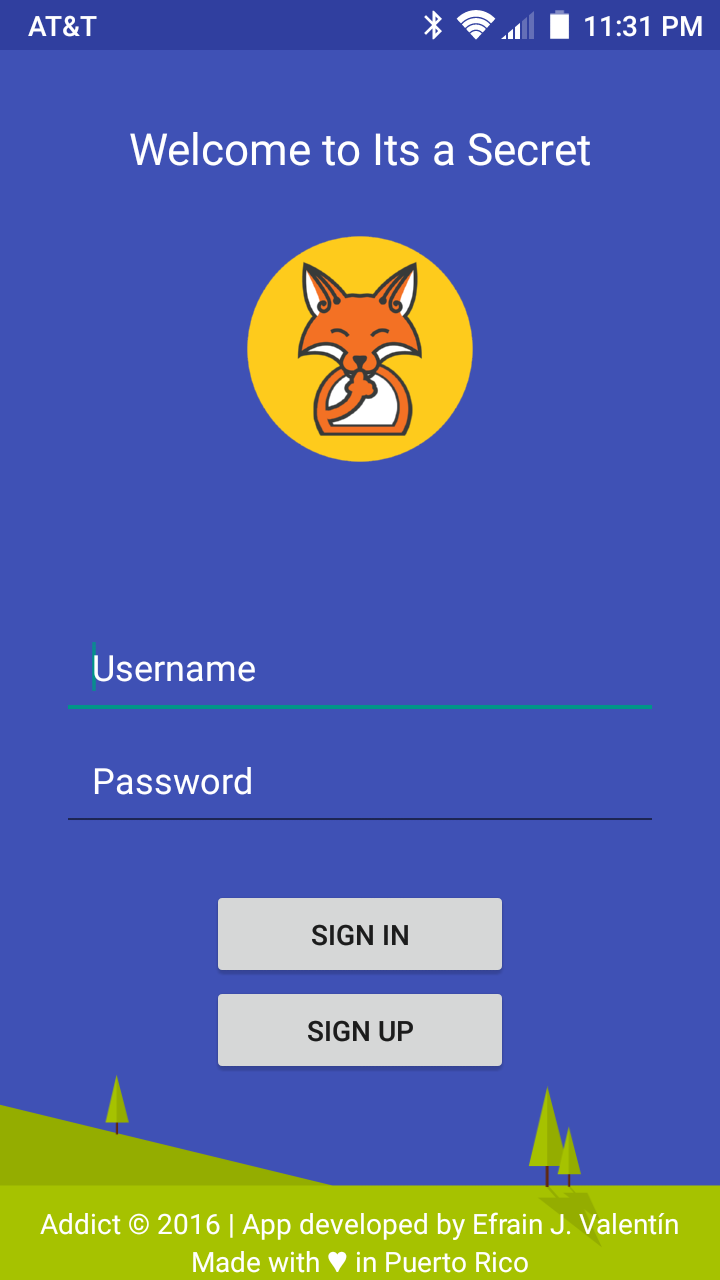 AT&T 11:31 PM
Welcome to Its a Secret
Username
Password
SIGN IN
SIGN UP
Addict © 2016 | App developed by Efrain J. Valentín
Made with ♥ in Puerto Rico